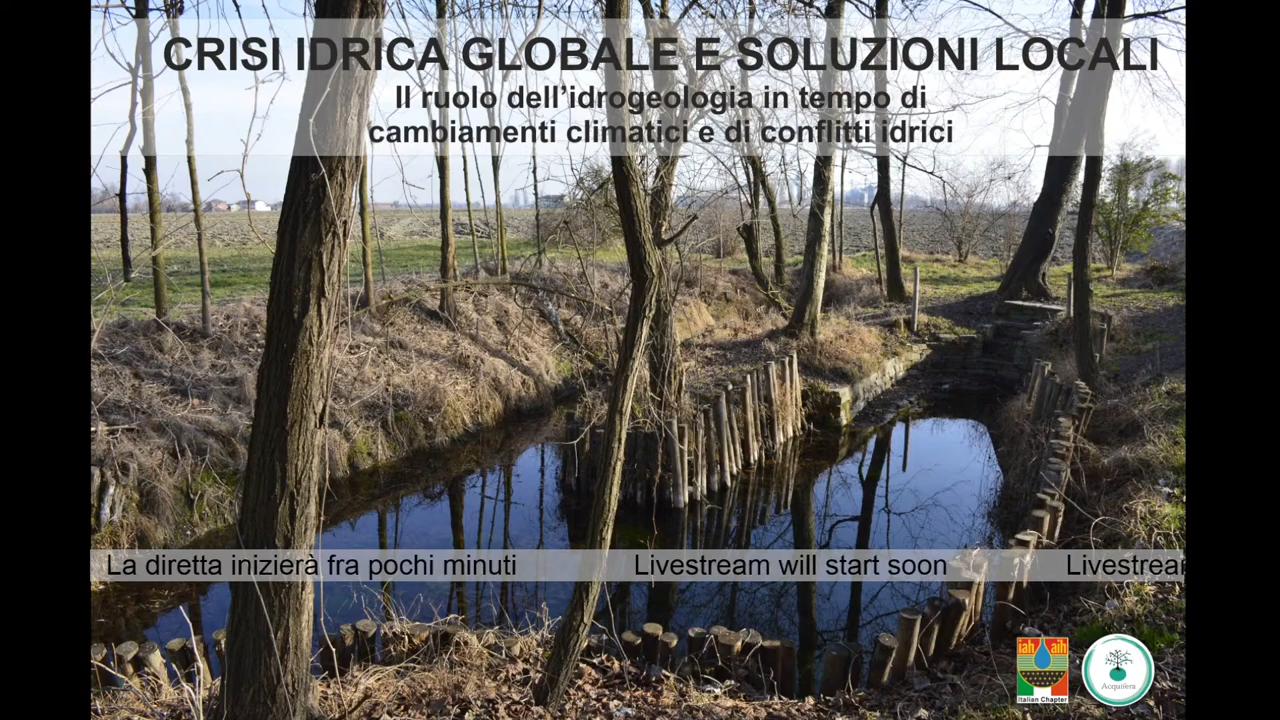 CRISI IDRICA GLOBALE E SOLUZIONI LOCALI
Il ruolo dell'idrogeologia in tempo di
cambiamenti climatici e di conflitti idrici
La diretta inizierà fra pochi minuti
Livestream will start soon
Livestrear
iah aih
Italian Chapter
Acquifera